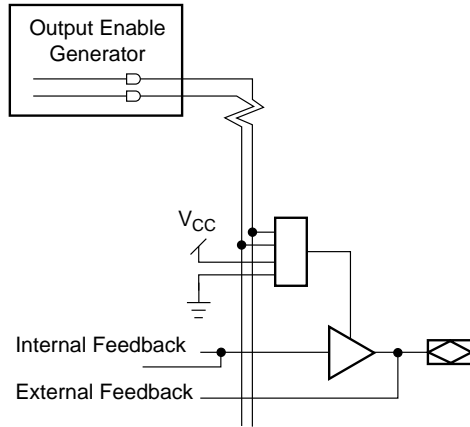 Output Enable
Generator
VCC
Internal Feedback
External Feedback